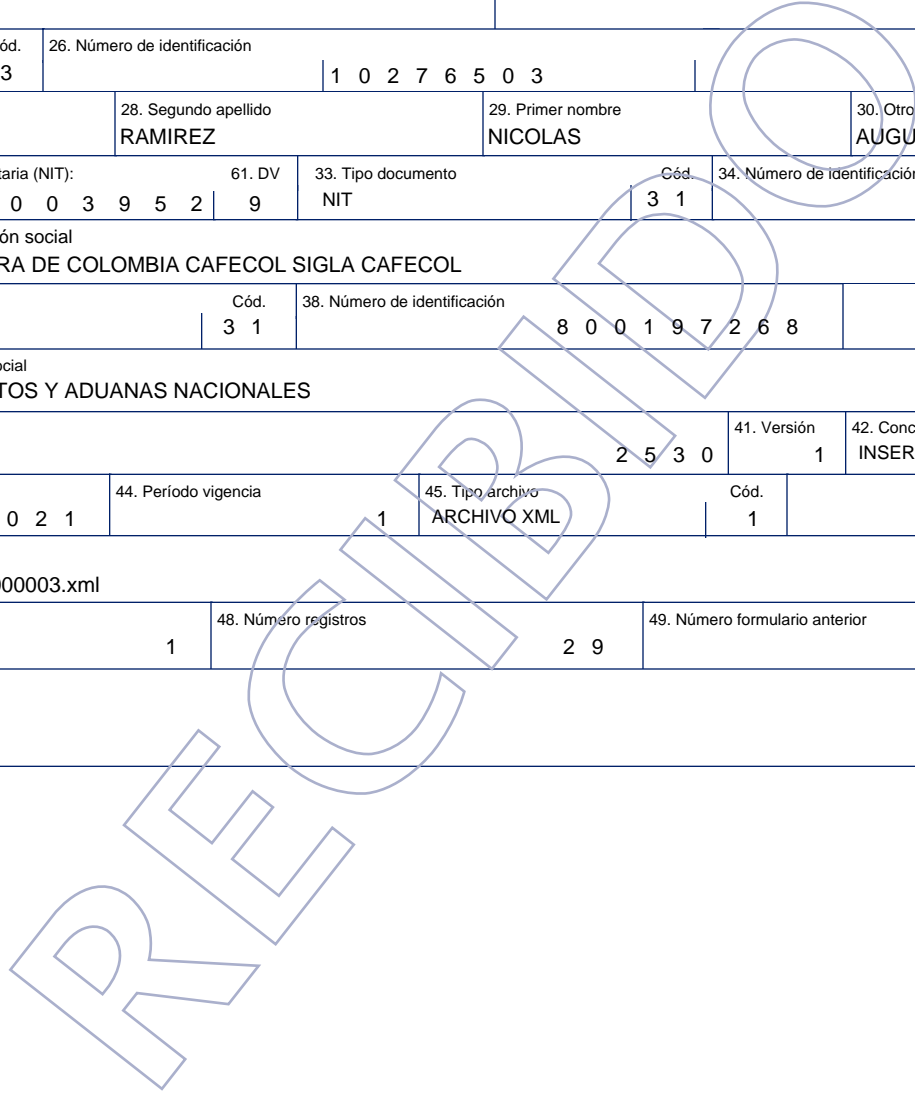 ód. 26. Número de identificación
3 1 0 2 7 6 5 0 3
28. Segundo apellido 29. Primer nombre 30. Otro
RAMIREZ NICOLAS AUGU
taria (NIT): 61. DV 33. Tipo documento Cód. 34. Número de identificación
0 0 3 9 5 2 9 NIT 3 1
ón social
RA DE COLOMBIA CAFECOL SIGLA CAFECOL
Cód. 38. Número de identificación
3 1 8 0 0 1 9 7 2 6 8
ocial
TOS Y ADUANAS NACIONALES
41. Versión 42. Conc
2 5 3 0 1 INSER
44. Período vigencia 45. Tipo archivo Cód.
0 2 1 1 ARCHIVO XML 1
000003.xml
48. Número registros 49. Número formulario anterior
1 2 9
RECIBIDO